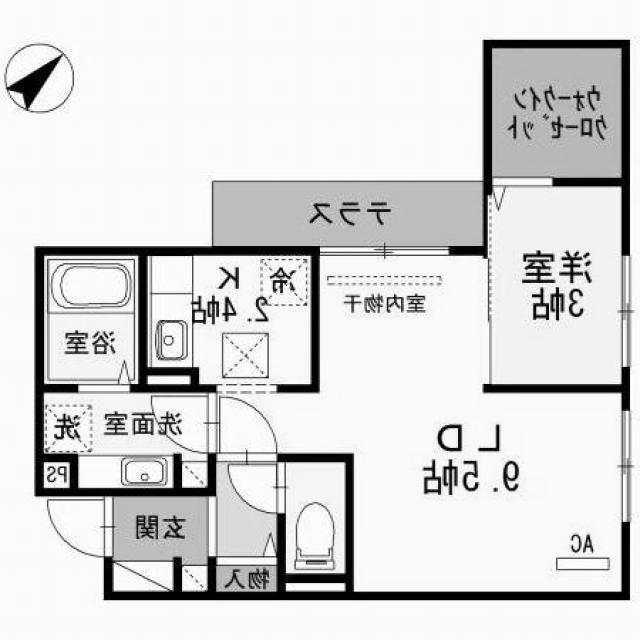 ウォークイン
クローゼット
テラス
洋室
3帖
冷
K
2.4帖
室内物干
浴室
洗
洗面室
LD
9.5帖
PS
玄関
AC
物入